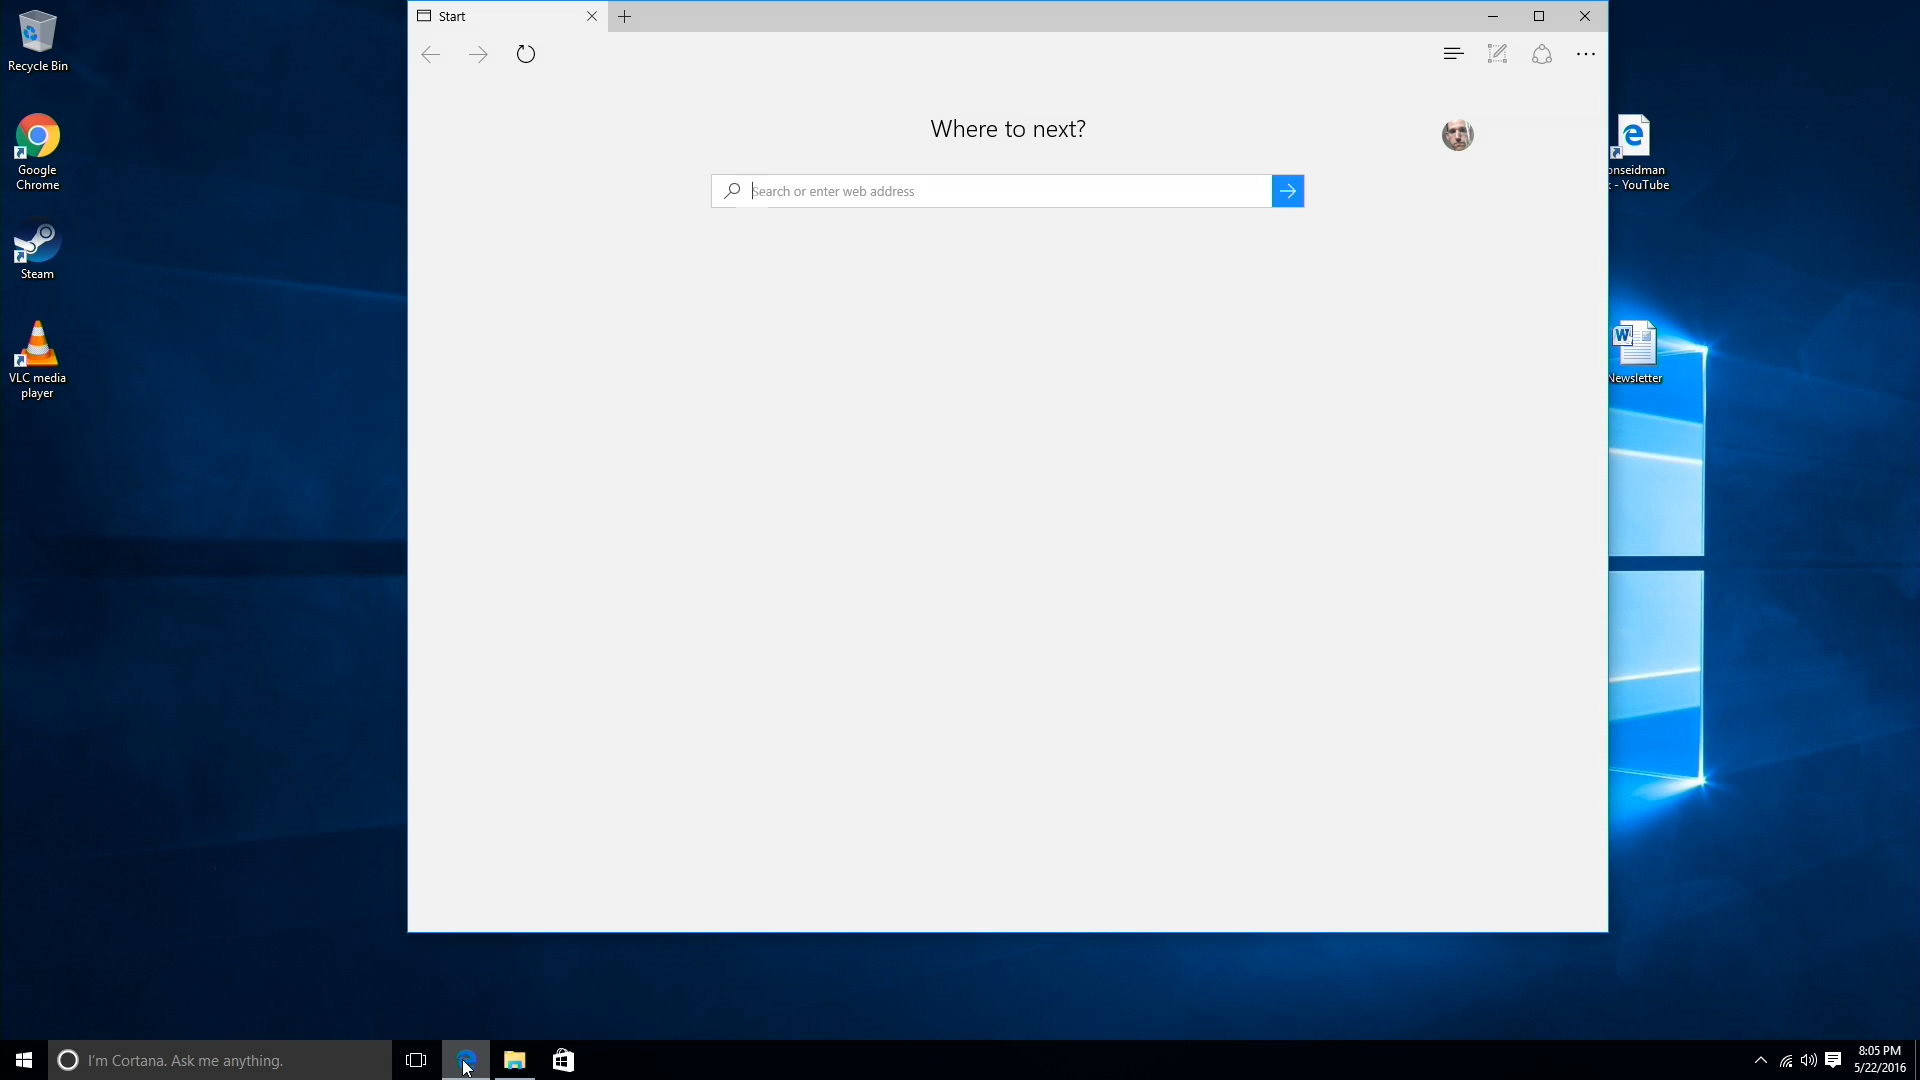 Start
Where to next?
Search or enter web address
Recycle Bin
Google
Chrome
Steam
VLC media
player
onseidman
- YouTube
Newsletter
I'm Cortana. Ask me anything.
8:05 PM
5/22/2016